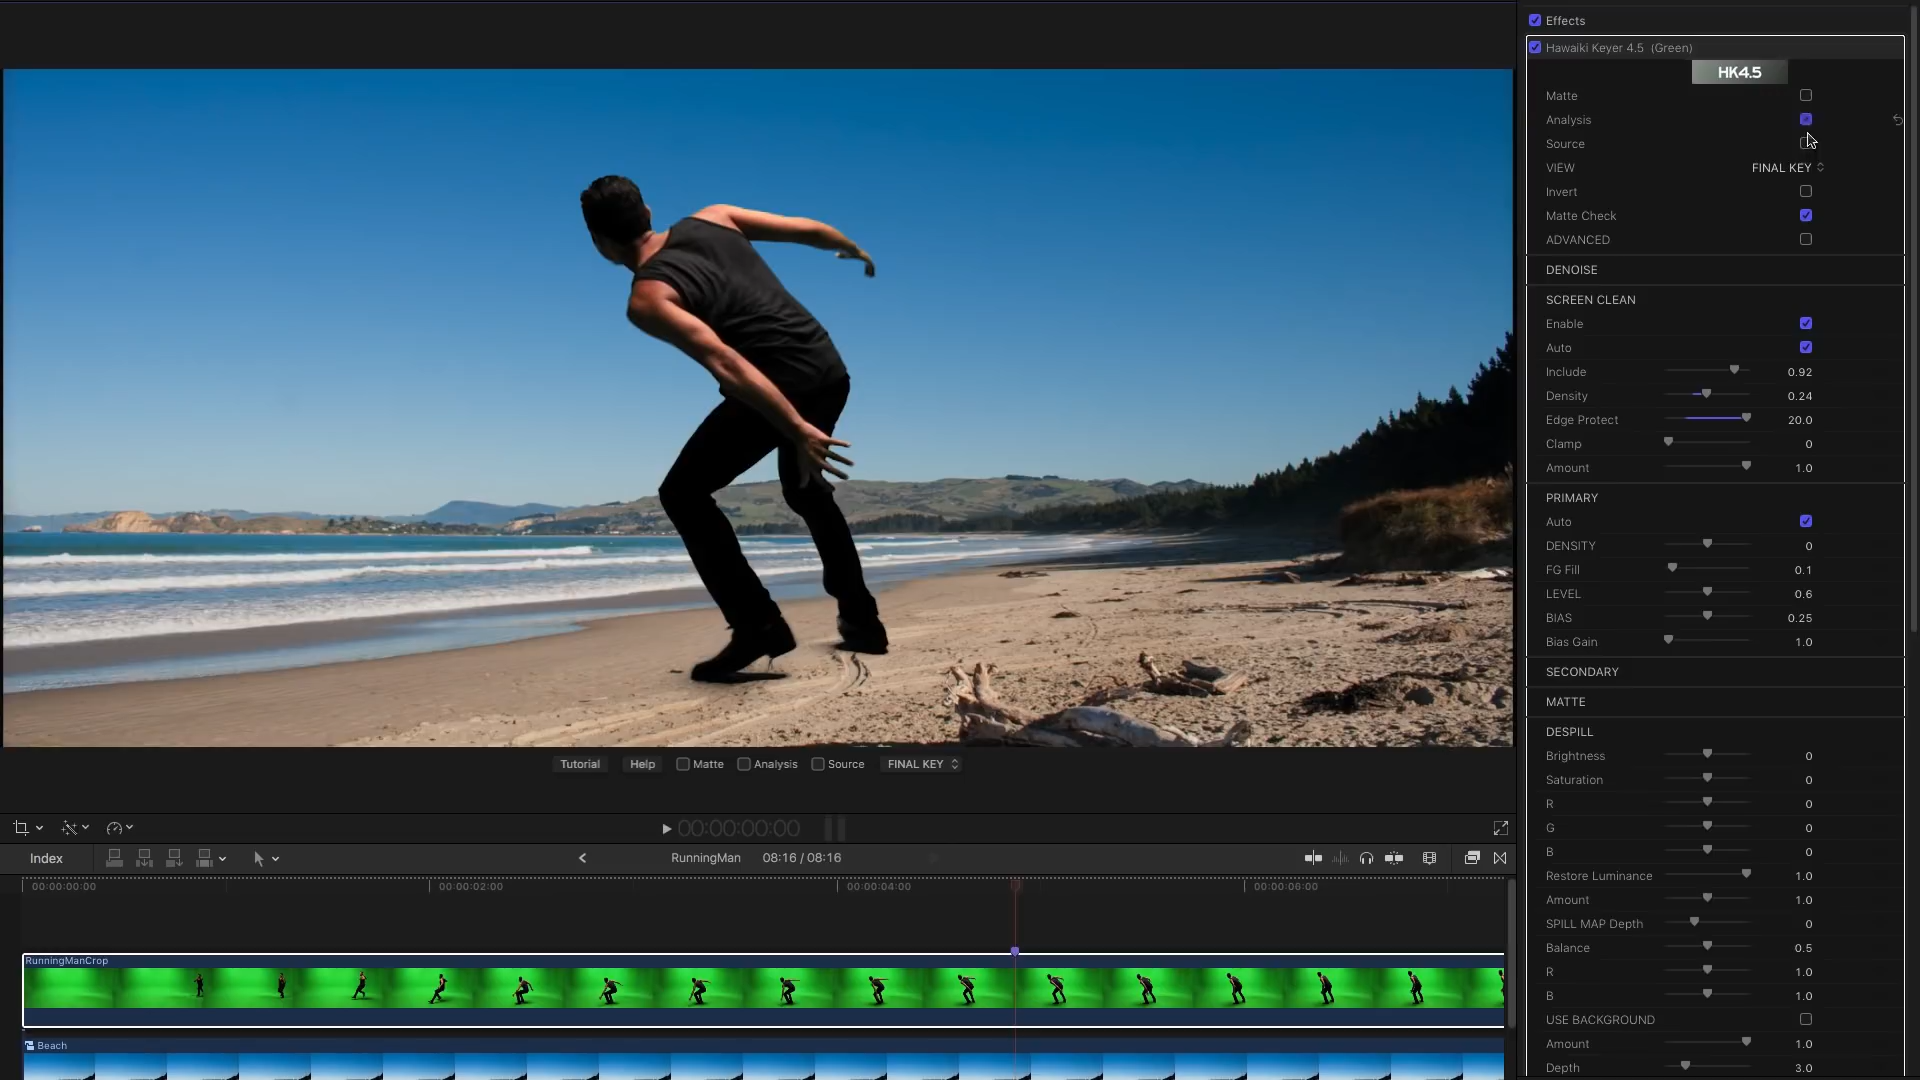 Effects
Hawaiki Keyer 4.5 (Green)
HK4.5
Matte
Analysis
Source
VIEW FINAL KEY
Invert
Matte Check
ADVANCED
DENOISE
SCREEN CLEAN
Enable
Auto
Include 0.92
Density 0.24
Edge Protect 20.0
Clamp 0
Amount 1.0
PRIMARY
Auto
DENSITY 0
FG Fill 0.1
LEVEL 0.6
BIAS 0.25
Bias Gain 1.0
SECONDARY
MATTE
DESPILL
Brightness 0
Saturation 0
R 0
G 0
B 0
Restore Luminance 1.0
Amount 1.0
SPILL MAP Depth 0
Balance 0.5
R 1.0
B 1.0
USE BACKGROUND
Amount 1.0
Depth 3.0
Tutorial Help Matte Analysis Source FINAL KEY
00:00:00:00
Index RunningMan 08:16 / 08:16
00:00:00:00 00:00:02:00 00:00:04:00 00:00:06:00
RunningManCrop
Beach